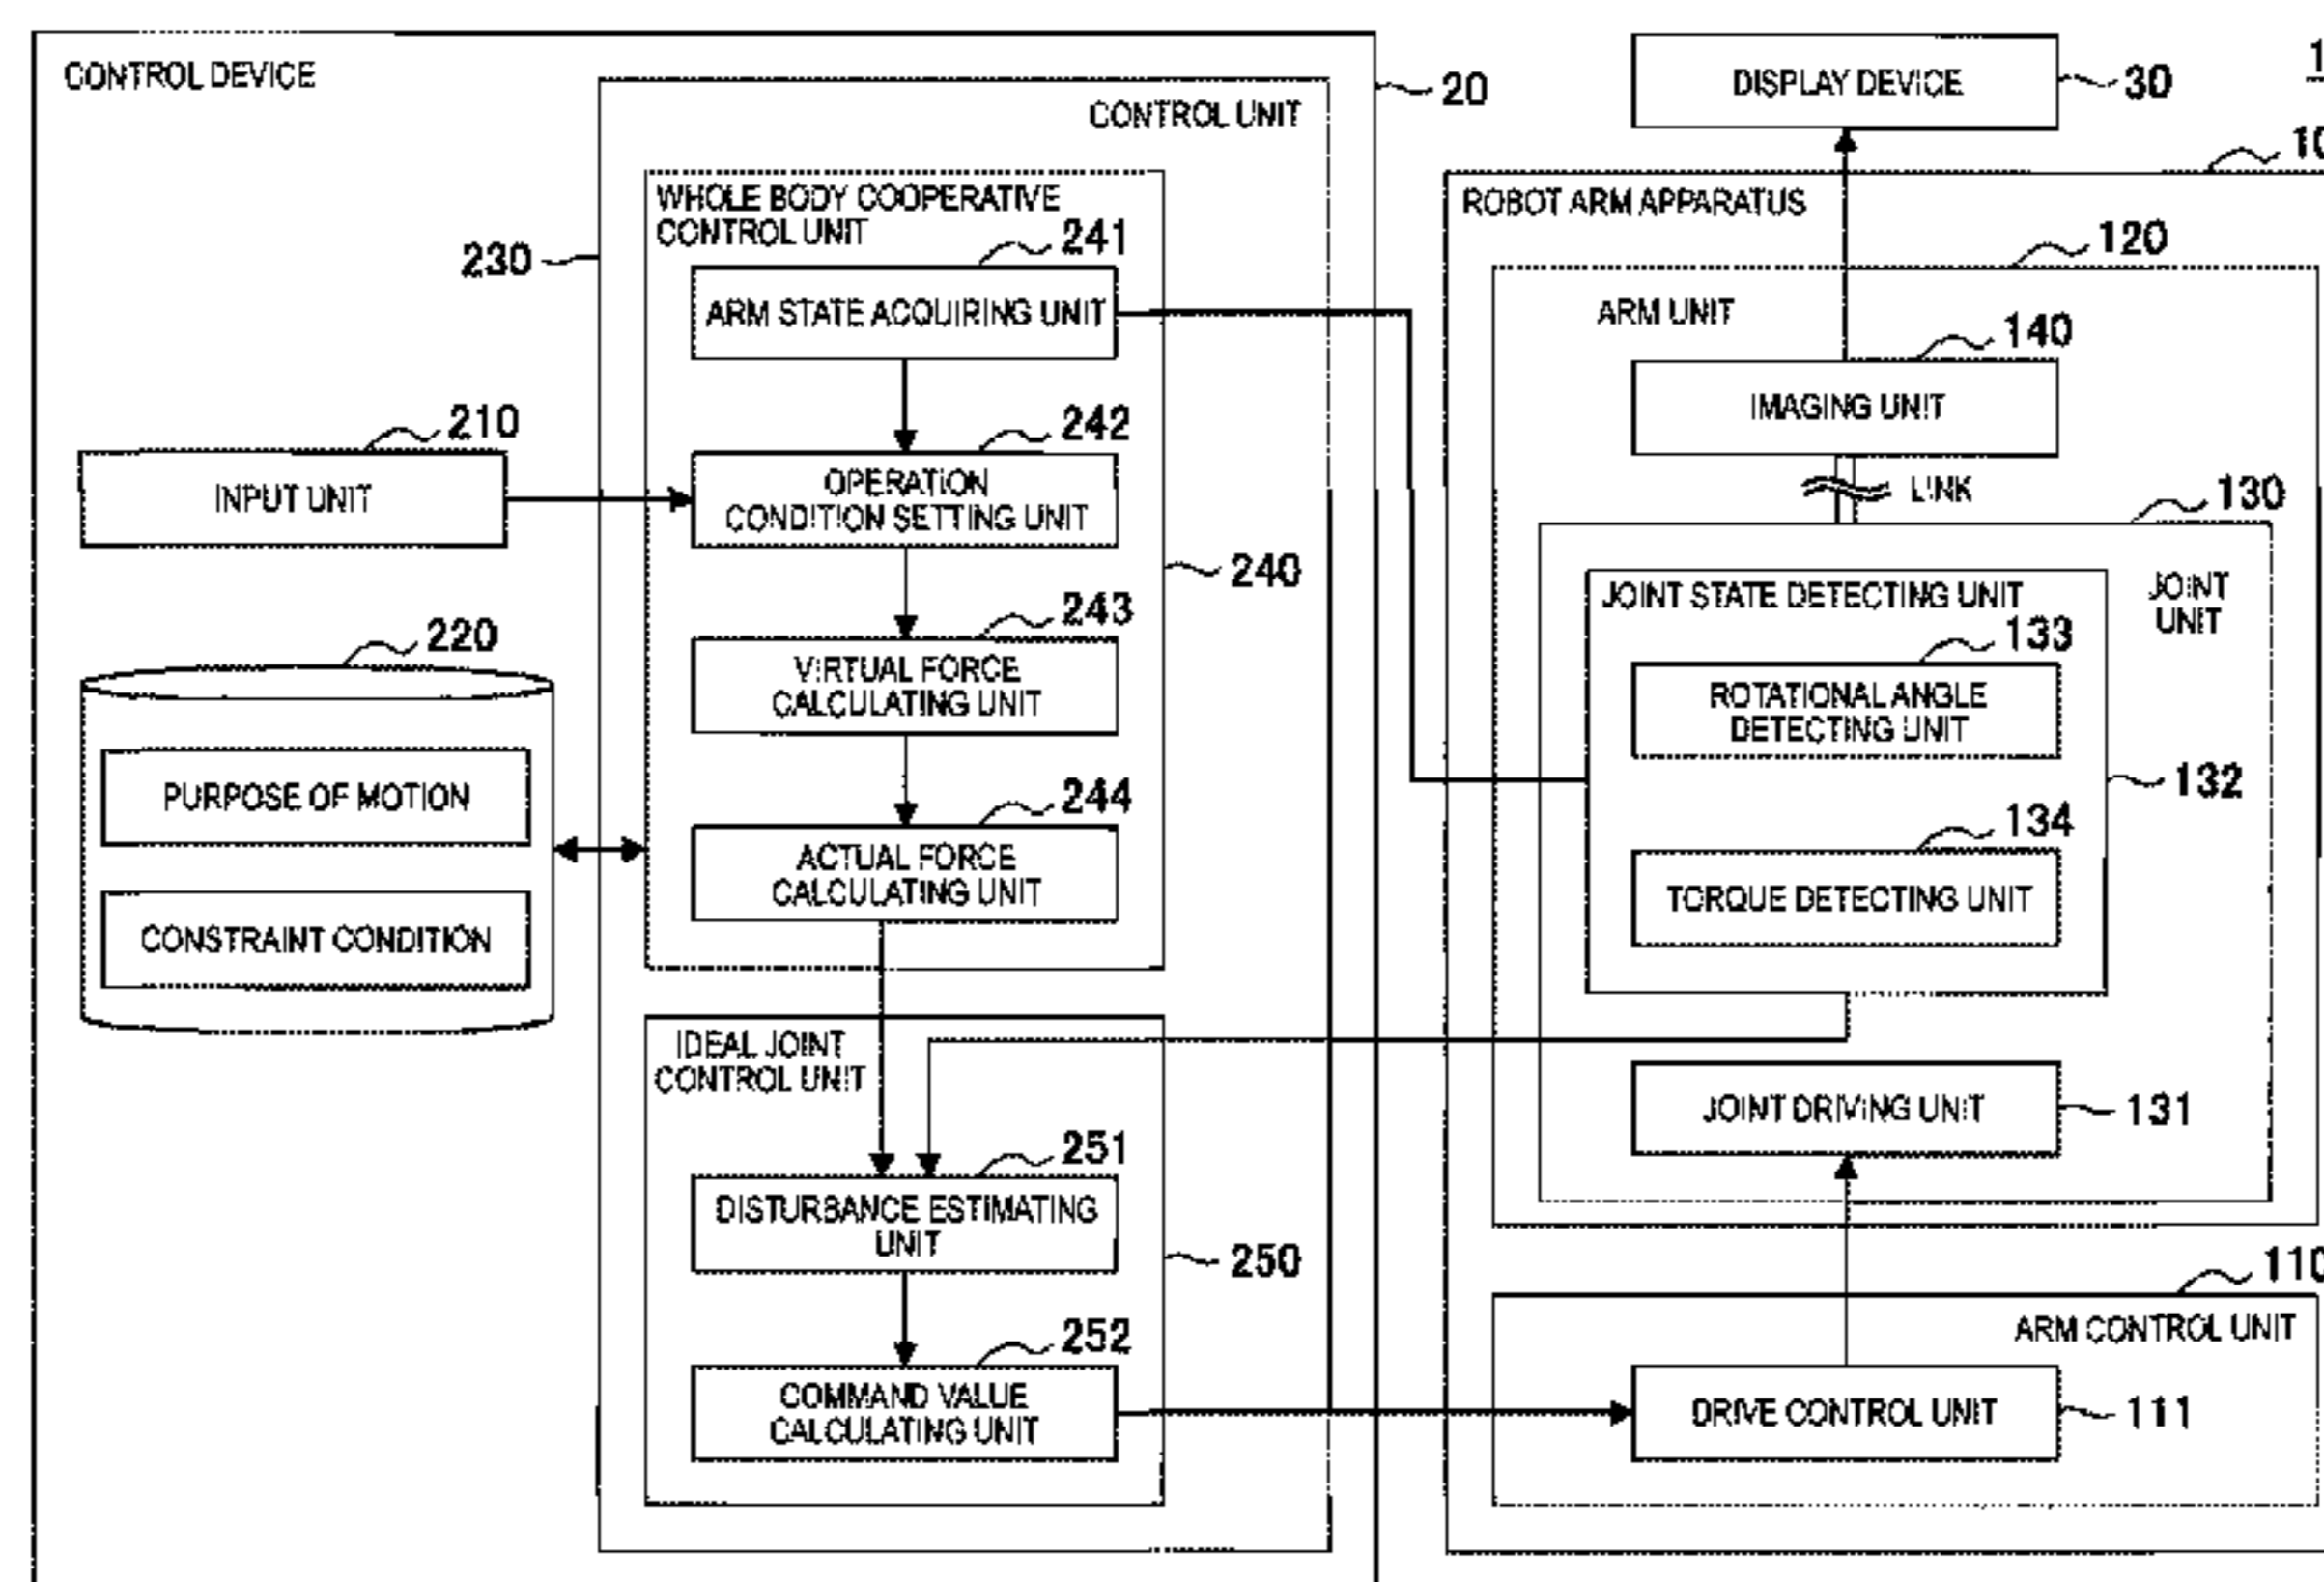 CONTROL DEVICE
20
CONTROL UNIT
230
WHOLE BODY COOPERATIVE
CONTROL UNIT
241
ARM STATE ACQUIRING UNIT
210
INPUT UNIT
242
OPERATION
CONDITION SETTING UNIT
240
243
VIRTUAL FORCE
CALCULATING UNIT
220
PURPOSE OF MOTION
CONSTRAINT CONDITION
244
ACTUAL FORCE
CALCULATING UNIT
IDEAL JOINT
CONTROL UNIT
251
DISTURBANCE ESTIMATING
UNIT
250
252
COMMAND VALUE
CALCULATING UNIT
DISPLAY DEVICE
30
1
10
ROBOT ARM APPARATUS
120
ARM UNIT
140
IMAGING UNIT
LINK
130
JOINT
UNIT
JOINT STATE DETECTING UNIT
133
ROTATIONAL ANGLE
DETECTING UNIT
132
134
TORQUE DETECTING UNIT
JOINT DRIVING UNIT
131
110
ARM CONTROL UNIT
DRIVE CONTROL UNIT
111